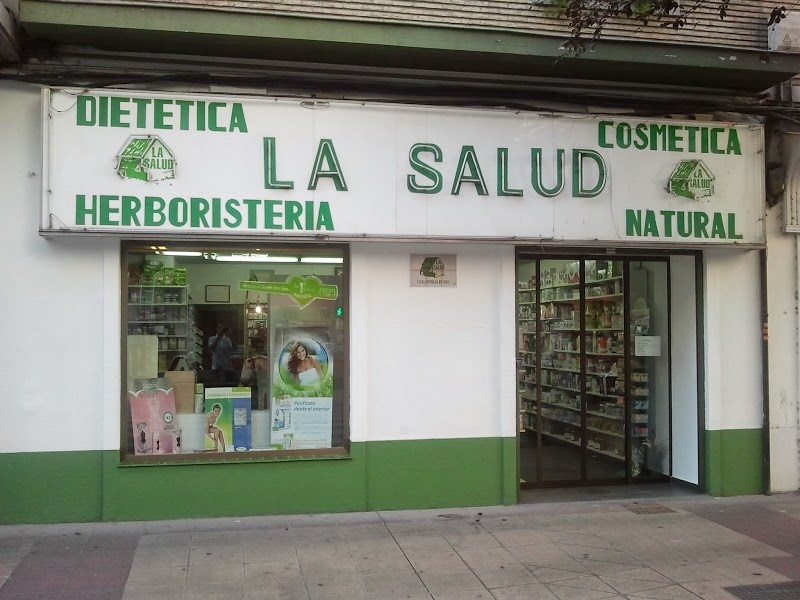 DIETETICA
HERBORISTERIA
LA
SALUD
LA SALUD
COSMETICA
NATURAL
LA
SALUD
Purifícate
desde el interior